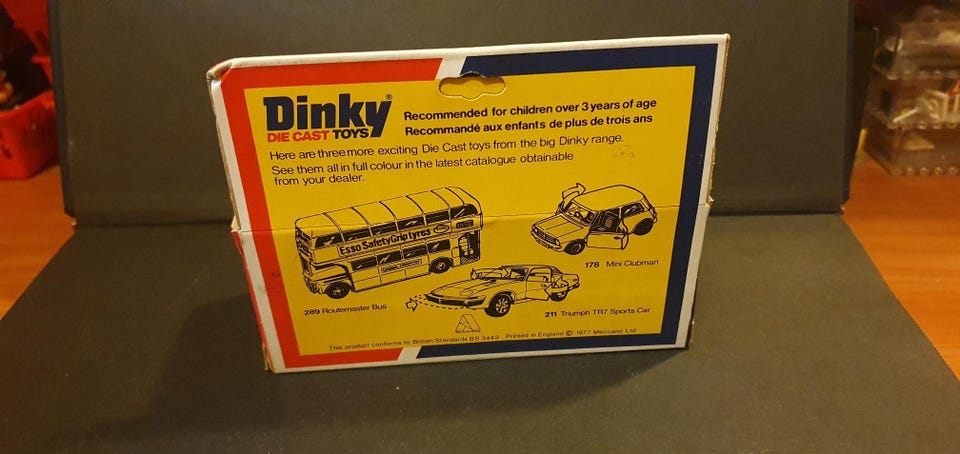 Dinky®
DIE CAST TOYS
Recommended for children over 3 years of age
Recommandé aux enfants de plus de trois ans
Here are three more exciting Die Cast toys from the big Dinky range.
See them all in full colour in the latest catalogue obtainable
from your dealer.
Esso Safety Grip tyres
289 Routemaster Bus
178 Mini Clubman
211 Triumph TR7 Sports Car
This product conforms to British Standards BS 3443 Printed in England © 1977 Meccano Ltd